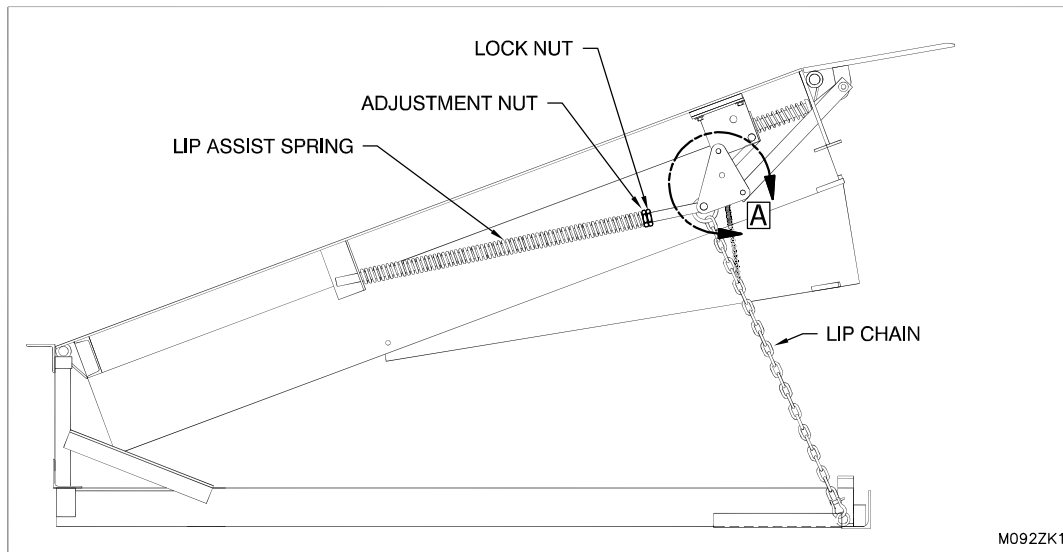 LOCK NUT
ADJUSTMENT NUT
LIP ASSIST SPRING
A
LIP CHAIN
M092ZK1